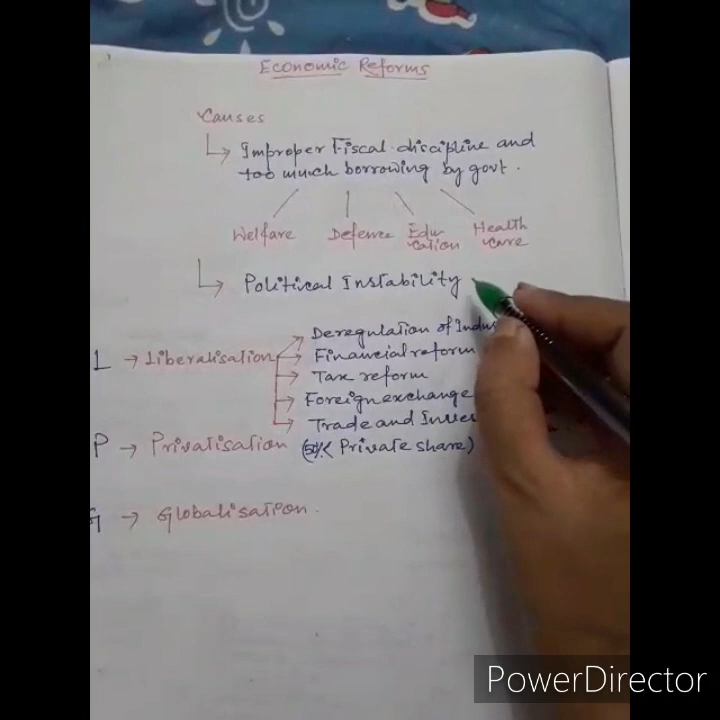 Economic Reforms
Causes
Improper Fiscal discipline and
too much borrowing by govt.
Welfare Defence Edu Health
cation care
Political Instability
Deregulation of
L → Liberalisation
Financial reform
Tax reform
Foreign exchange
Trade and
P → Privatisation (50%< Private share)
G → Globalisation.
PowerDirector